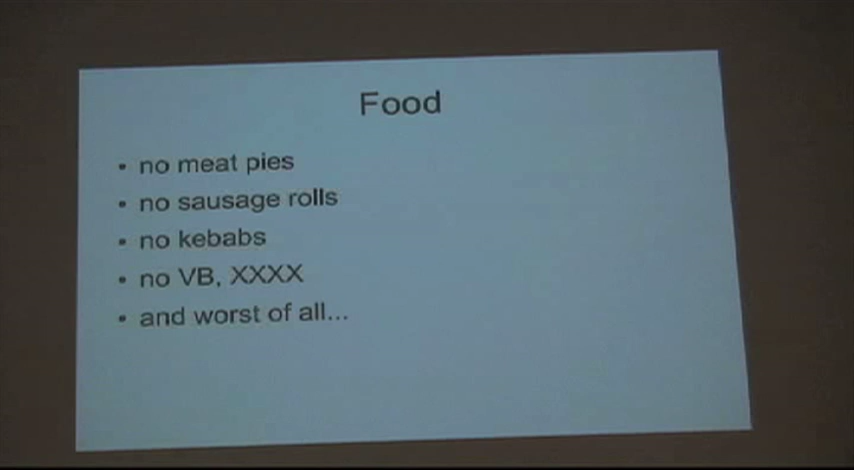 Food
• no meat pies
• no sausage rolls
• no kebabs
• no VB, XXXX
• and worst of all...